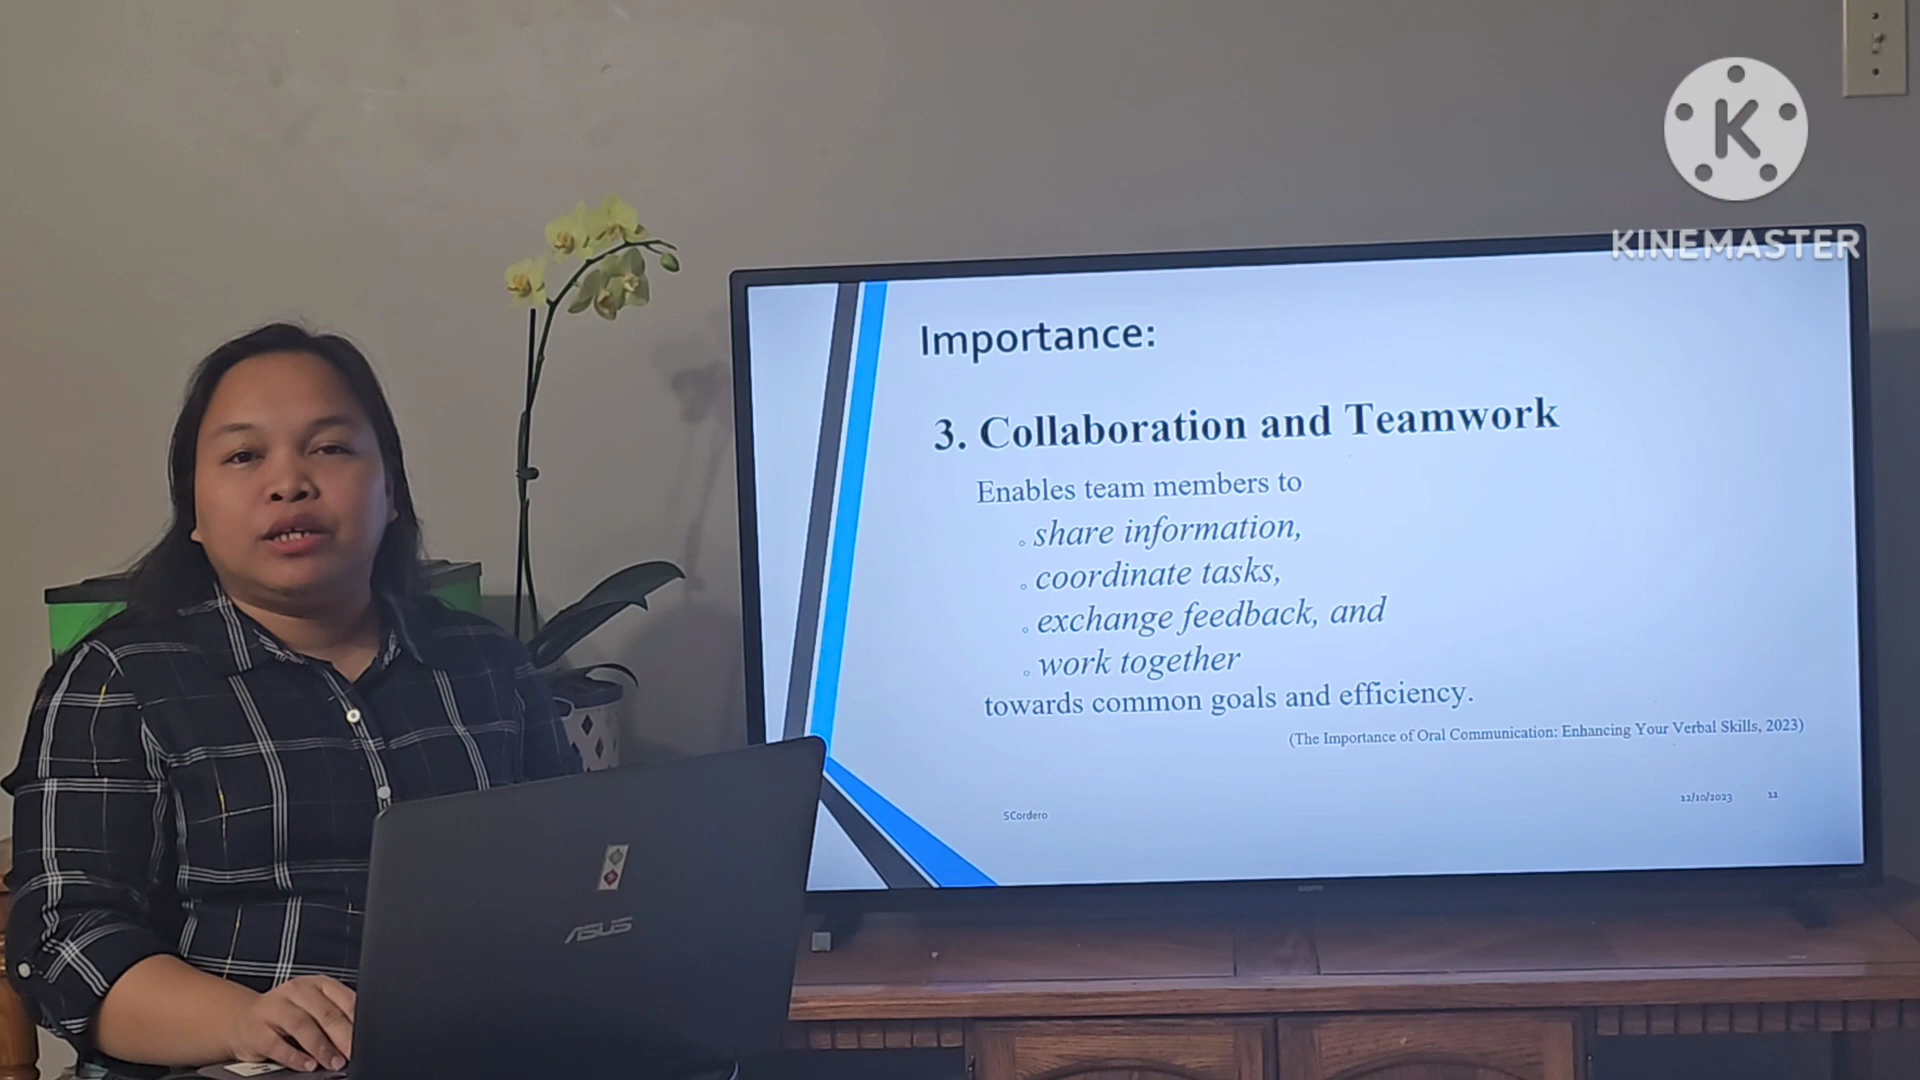 K
KINEMASTER
Importance:
3. Collaboration and Teamwork
Enables team members to
share information,
coordinate tasks,
exchange feedback, and
work together
towards common goals and efficiency.
(The Importance of Oral Communication: Enhancing Your Verbal Skills, 2023)
SCordero
12/10/2023
11
ASUS